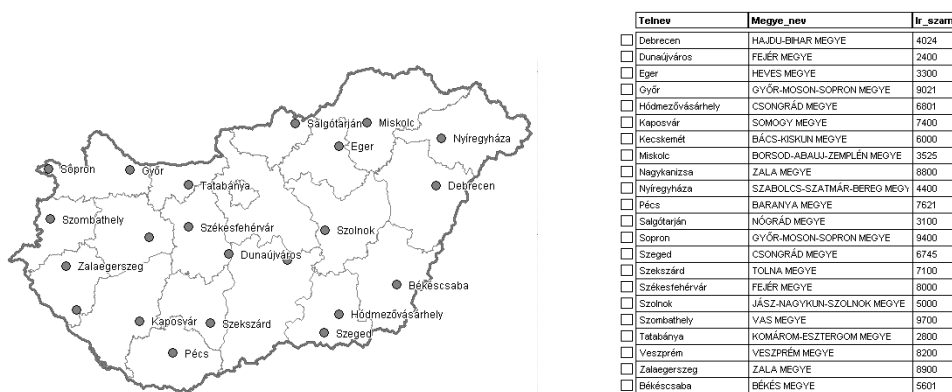 Salgótarján
Miskolc
Eger
Nyíregyháza
Sopron
Győr
Tatabánya
Debrecen
Szombathely
Székesfehérvár
Szolnok
Dunaújváros
Zalaegerszeg
Békéscsaba
Hódmezővásárhely
Kaposvár
Szekszárd
Szeged
Pécs
Telnev Megye_nev Ir_szam
Debrecen HAJDU-BIHAR MEGYE 4024
Dunaújváros FEJÉR MEGYE 2400
Eger HEVES MEGYE 3300
Győr GYŐR-MOSON-SOPRON MEGYE 9021
Hódmezővásárhely CSONGRÁD MEGYE 6801
Kaposvár SOMOGY MEGYE 7400
Kecskemét BÁCS-KISKUN MEGYE 6000
Miskolc BORSOD-ABAUJ-ZEMPLÉN MEGYE 3525
Nagykanizsa ZALA MEGYE 8800
Nyíregyháza SZABOLCS-SZATMÁR-BEREG MEGY 4400
Pécs BARANYA MEGYE 7621
Salgótarján NÓGRÁD MEGYE 3100
Sopron GYŐR-MOSON-SOPRON MEGYE 9400
Szeged CSONGRÁD MEGYE 6745
Szekszárd TOLNA MEGYE 7100
Székesfehérvár FEJÉR MEGYE 8000
Szolnok JÁSZ-NAGYKUN-SZOLNOK MEGYE 5000
Szombathely VAS MEGYE 9700
Tatabánya KOMÁROM-ESZTERGOM MEGYE 2800
Veszprém VESZPRÉM MEGYE 8200
Zalaegerszeg ZALA MEGYE 8900
Békéscsaba BÉKÉS MEGYE 5601